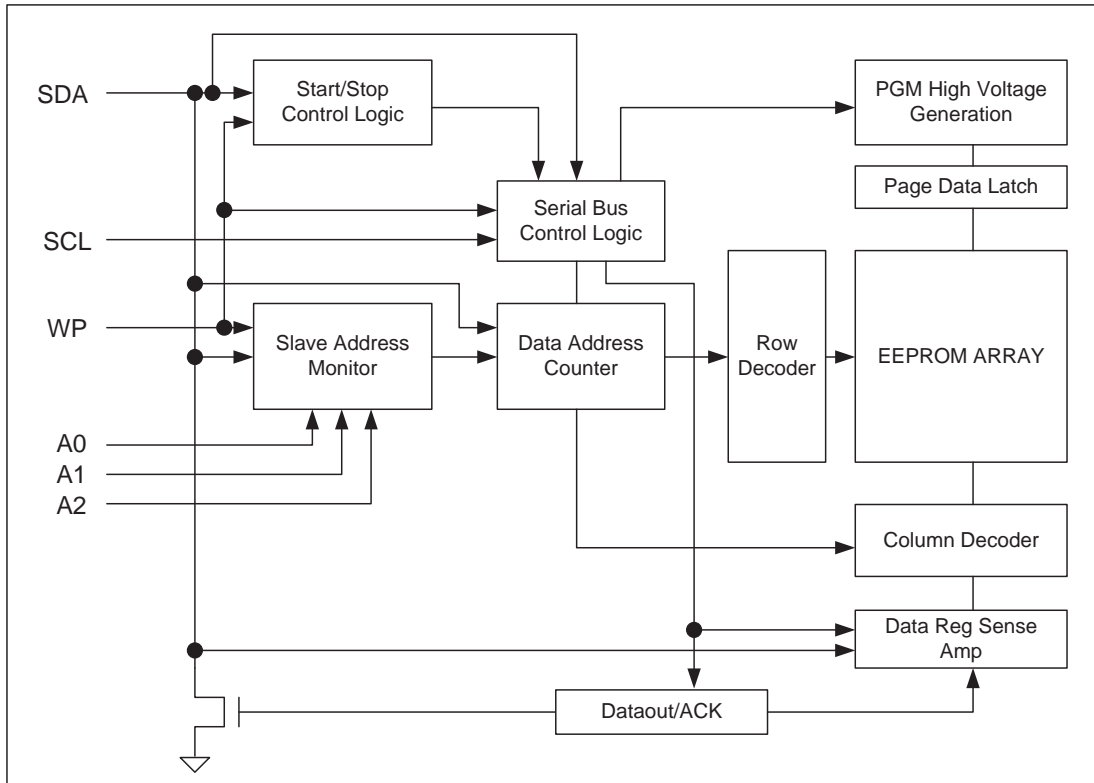 SDA
Start/Stop
Control Logic
PGM High Voltage
Generation
Page Data Latch
Serial Bus
Control Logic
SCL
WP
Slave Address
Monitor
Data Address
Counter
Row
Decoder
EEPROM ARRAY
A0
A1
A2
Column Decoder
Data Reg Sense
Amp
Dataout/ACK